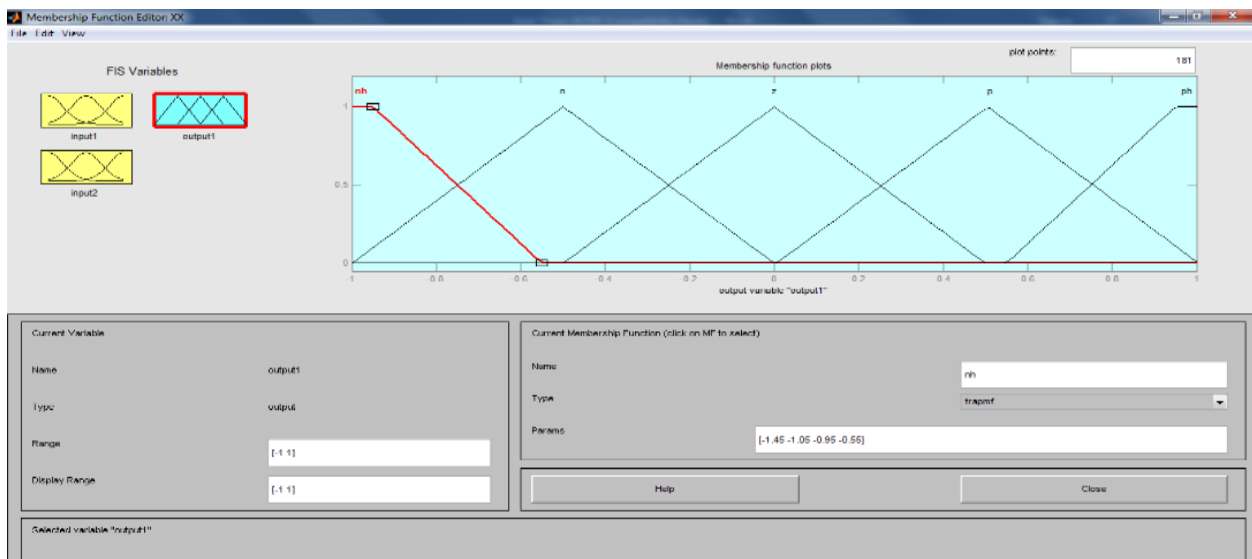 Membership Function Editor: XX
File Edit View
FIS Variables
plot points:
181
Membership function plots
input1
output1
input2
nh n z p ph
1
0.5
0
-1 -0.8 -0.6 -0.4 -0.2 0 0.2 0.4 0.6 0.8 1
output variable "output1"
Current Variable
Name output1
Type output
Range [-1 1]
Display Range [-1 1]
Current Membership Function (click on MF to select)
Name nh
Type trapmf
Params [-1.45 -1.05 -0.95 -0.55]
Help Close
Selected variable "output1"